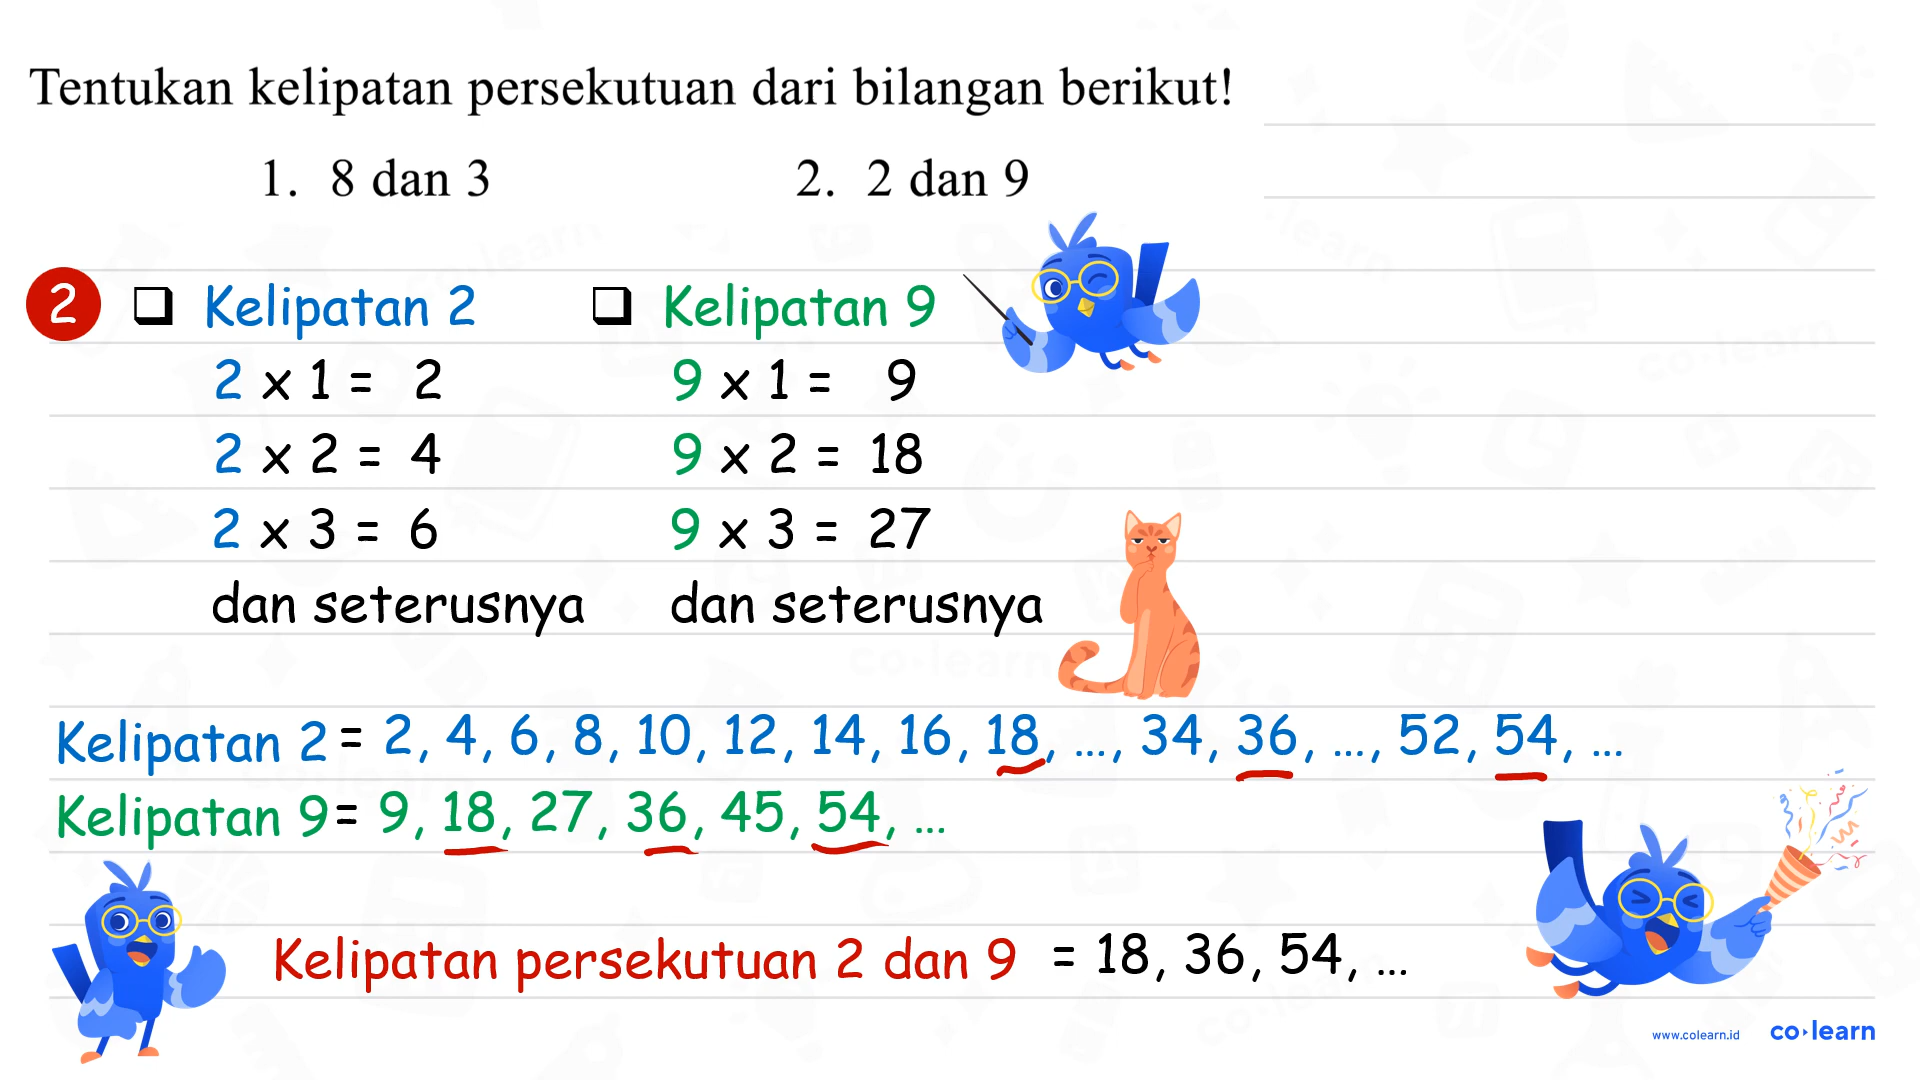 Tentukan kelipatan persekutuan dari bilangan berikut!
1. 8 dan 3 2. 2 dan 9
2 ❑ Kelipatan 2 ❑ Kelipatan 9
2 x 1 = 2 9 x 1 = 9
2 x 2 = 4 9 x 2 = 18
2 x 3 = 6 9 x 3 = 27
dan seterusnya dan seterusnya
Kelipatan 2 = 2, 4, 6, 8, 10, 12, 14, 16, 18, ..., 34, 36, ..., 52, 54, ...
Kelipatan 9 = 9, 18, 27, 36, 45, 54, ...
Kelipatan persekutuan 2 dan 9 = 18, 36, 54, ...
www.colearn.id co•learn